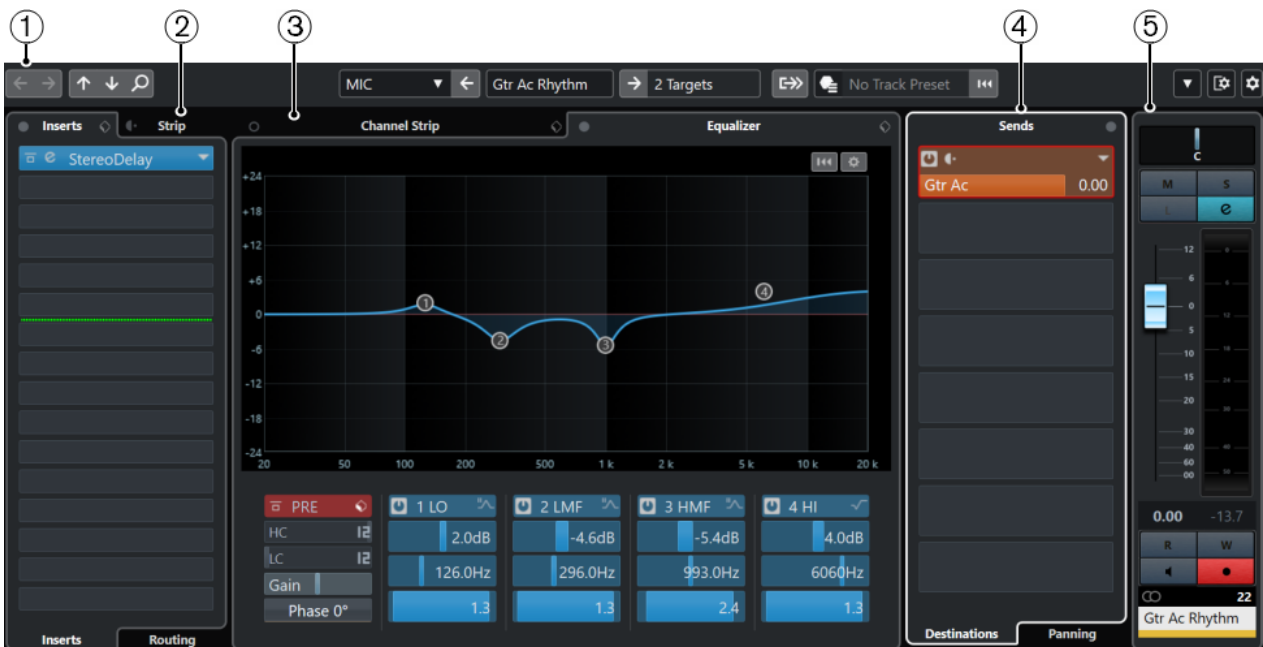 1 2 3 4 5
MIC Gtr Ac Rhythm 2 Targets No Track Preset
Inserts Strip Channel Strip Equalizer Sends
StereoDelay
+24
+18
+12
+6
0
-6
-12
-18
-24
20 50 100 200 500 1 k 2 k 5 k 10 k 20 k
1 2 3 4
PRE 1 LO 2 LMF 3 HMF 4 HI
HC 12 2.0dB -4.6dB -5.4dB 4.0dB
LC 12 126.0Hz 296.0Hz 993.0Hz 6060Hz
Gain
Phase 0° 1.3 1.3 2.4 1.3
Inserts Routing
Gtr Ac 0.00
Destinations Panning
C
M S
L e
12
6
0
5
10
15
20
30
40
60
00
0.00 -13.7
R W
22
Gtr Ac Rhythm